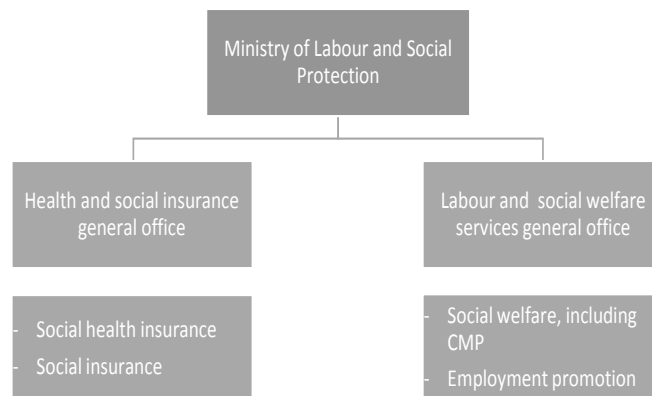 Ministry of Labour and Social
Protection
Health and social insurance
general office
Labour and social welfare
services general office
- Social health insurance
- Social insurance
- Social welfare, including
CMP
- Employment promotion